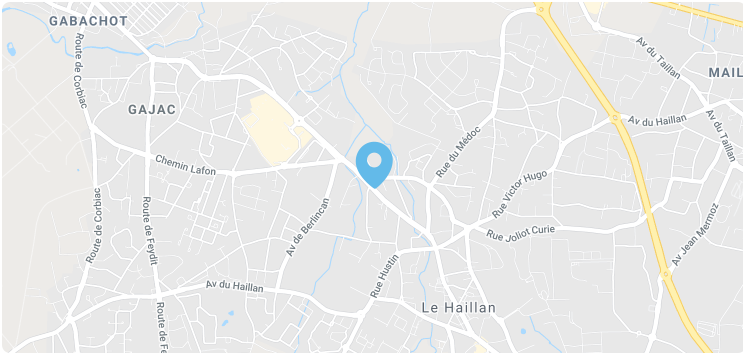 GABACHOT
Route de Corbiac
Av du Taillan
MAIL
GAJAC
Av du Haillan
Av du Taillan
Rue du Médoc
Chemin Lafon
Rue Victor Hugo
Route de Corbiac
Route de Feydit
Av de Berlincan
Rue Joliot Curie
Av Jean Mermoz
Rue Hustin
Av du Haillan
Le Haillan
Route de Fe